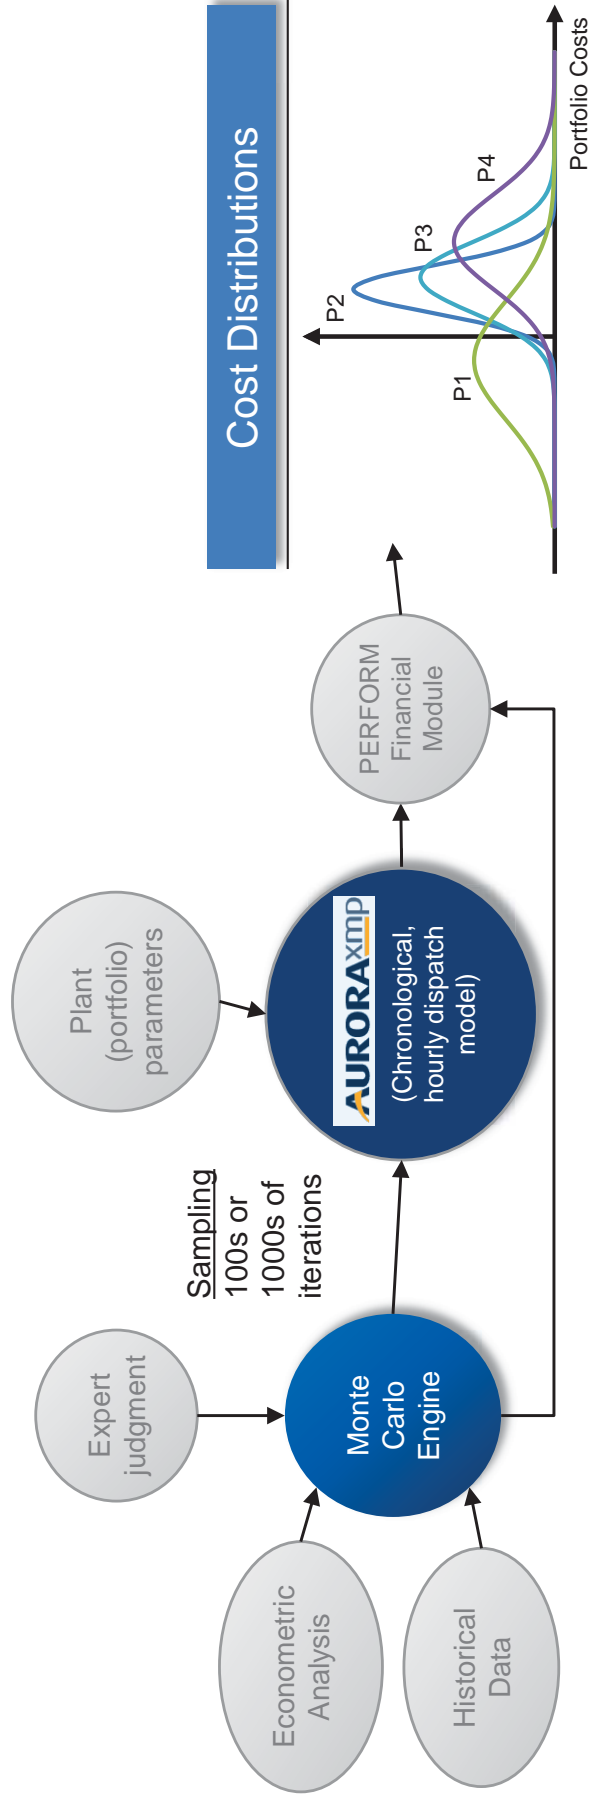 Econometric
Analysis
Historical
Data
Expert
judgment
Monte
Carlo
Engine
Sampling
100s or
1000s of
iterations
Plant
(portfolio)
parameters
AURORAxmp
(Chronological,
hourly dispatch
model)
PERFORM
Financial
Module
Cost Distributions
P1
P2
P3
P4
Portfolio Costs